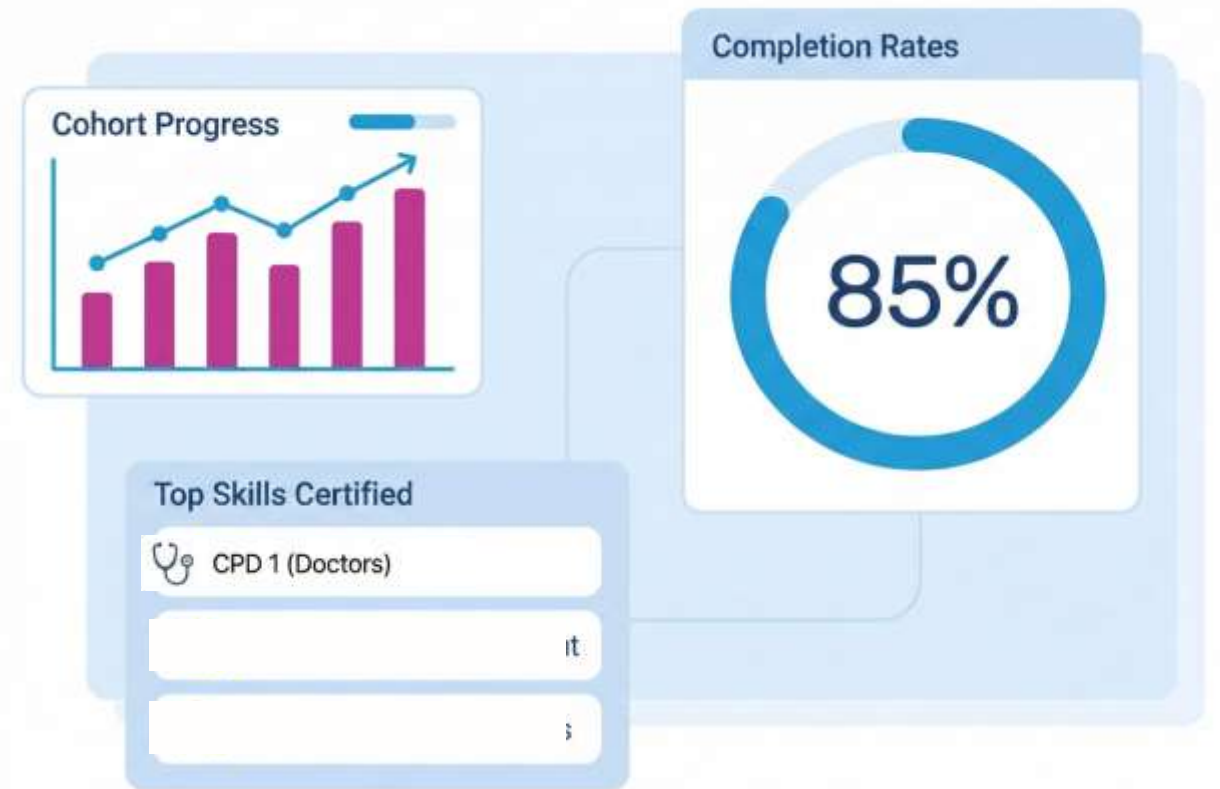 Completion Rates
Cohort Progress
85%
Top Skills Certified
CPD 1 (Doctors)